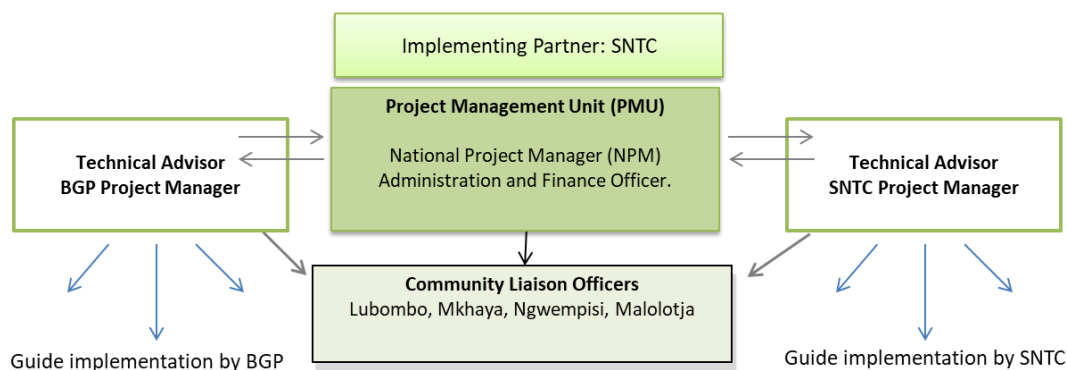 Implementing Partner: SNTC
Project Management Unit (PMU)
National Project Manager (NPM)
Administration and Finance Officer.
Technical Advisor
BGP Project Manager
Technical Advisor
SNTC Project Manager
Community Liaison Officers
Lubombo, Mkhaya, Ngwempisi, Malolotja
Guide implementation by BGP
Guide implementation by SNTC